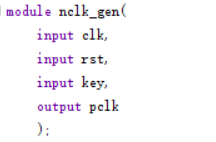 module nclk_gen(
input clk,
input rst,
input key,
output pclk
);